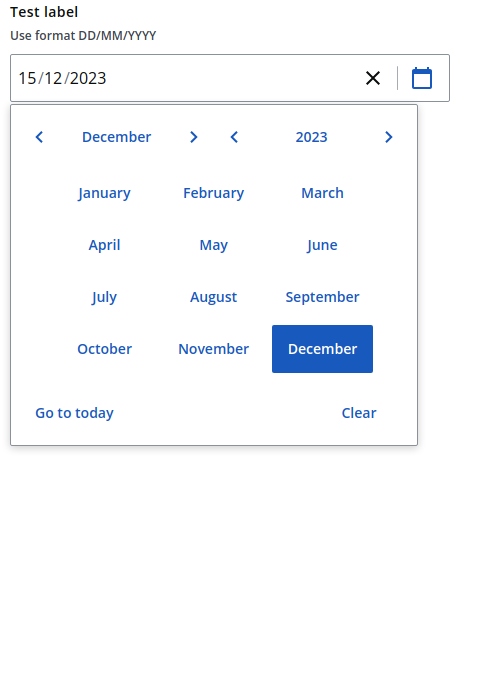 Test label
Use format DD/MM/YYYY
15/12/2023
December 2023
January February March
April May June
July August September
October November December
Go to today Clear